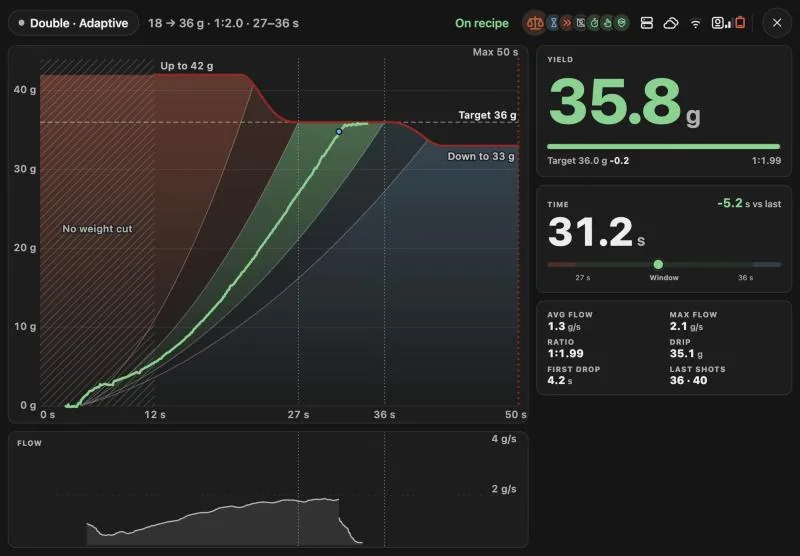 Double · Adaptive
18 → 36 g · 1:2.0 · 27–36 s
On recipe
Max 50 s
Up to 42 g
40 g
Target 36 g
Down to 33 g
30 g
No weight cut
20 g
10 g
0 g
0 s
12 s
27 s
36 s
50 s
FLOW
4 g/s
2 g/s
YIELD
35.8 g
Target 36.0 g -0.2
1:1.99
TIME
-5.2 s vs last
31.2 s
27 s
Window
36 s
AVG FLOW
1.3 g/s
MAX FLOW
2.1 g/s
RATIO
1:1.99
DRIP
35.1 g
FIRST DROP
4.2 s
LAST SHOTS
36 · 40